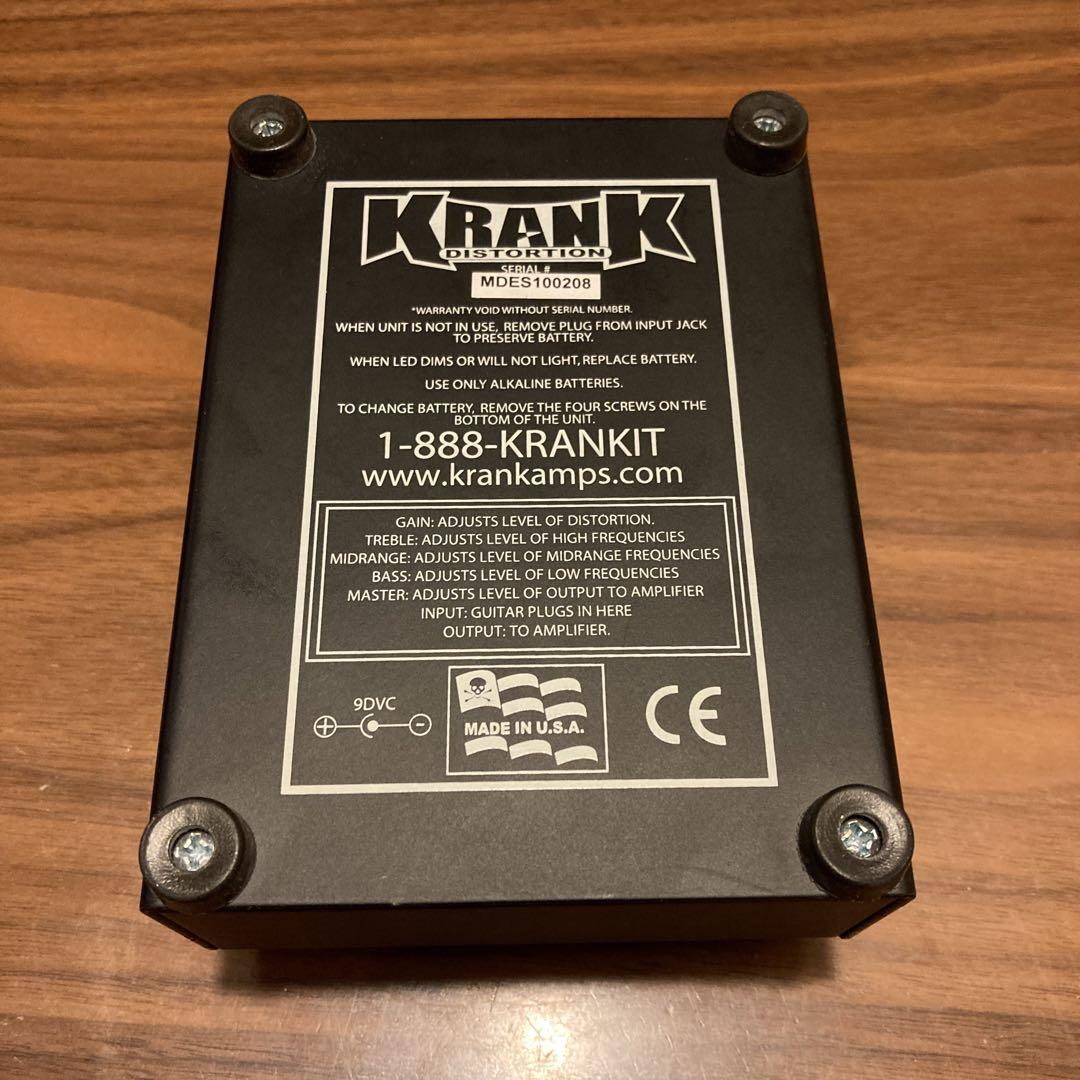 KRANK
DISTORTION
SERIAL #
MDES100208
*WARRANTY VOID WITHOUT SERIAL NUMBER.
WHEN UNIT IS NOT IN USE, REMOVE PLUG FROM INPUT JACK
TO PRESERVE BATTERY.
WHEN LED DIMS OR WILL NOT LIGHT, REPLACE BATTERY.
USE ONLY ALKALINE BATTERIES.
TO CHANGE BATTERY, REMOVE THE FOUR SCREWS ON THE
BOTTOM OF THE UNIT.
1-888-KRANKIT
www.krankamps.com
GAIN: ADJUSTS LEVEL OF DISTORTION.
TREBLE: ADJUSTS LEVEL OF HIGH FREQUENCIES
MIDRANGE: ADJUSTS LEVEL OF MIDRANGE FREQUENCIES
BASS: ADJUSTS LEVEL OF LOW FREQUENCIES
MASTER: ADJUSTS LEVEL OF OUTPUT TO AMPLIFIER
INPUT: GUITAR PLUGS IN HERE
OUTPUT: TO AMPLIFIER.
9DVC
MADE IN U.S.A.
CE